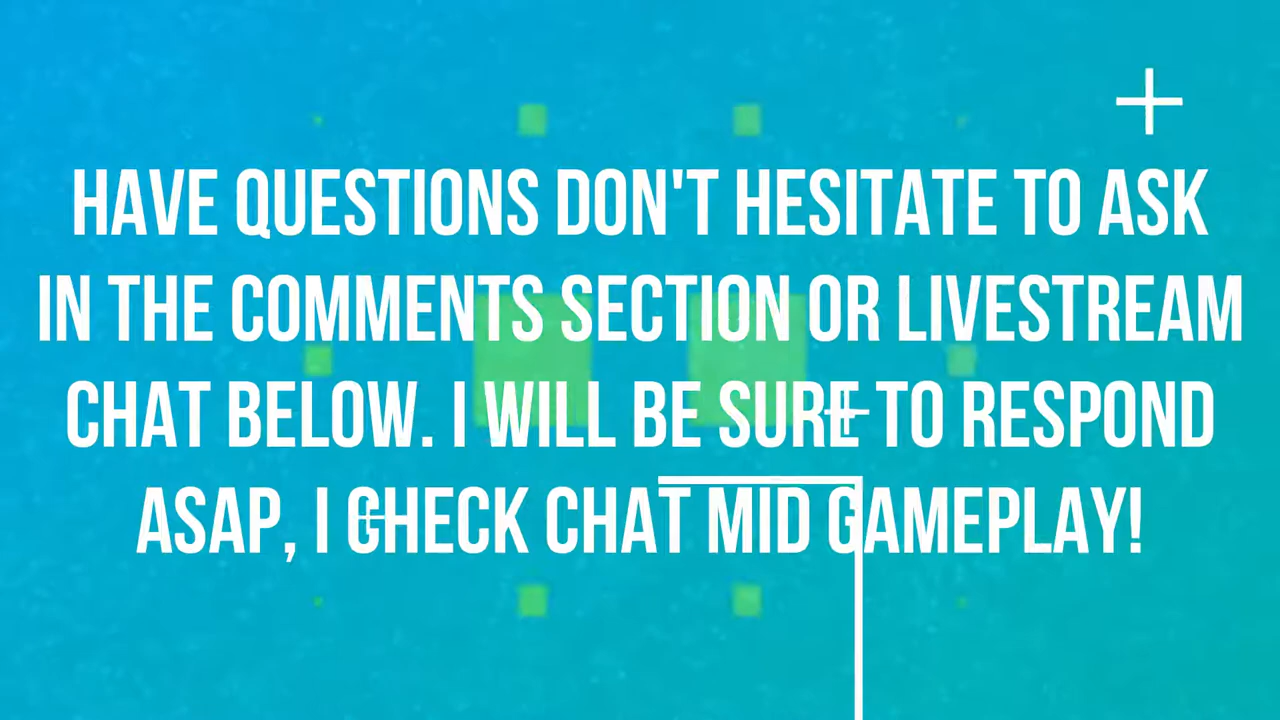 HAVE QUESTIONS DON'T HESITATE TO ASK
IN THE COMMENTS SECTION OR LIVESTREAM
CHAT BELOW. I WILL BE SURE TO RESPOND
ASAP, I CHECK CHAT MID GAMEPLAY!